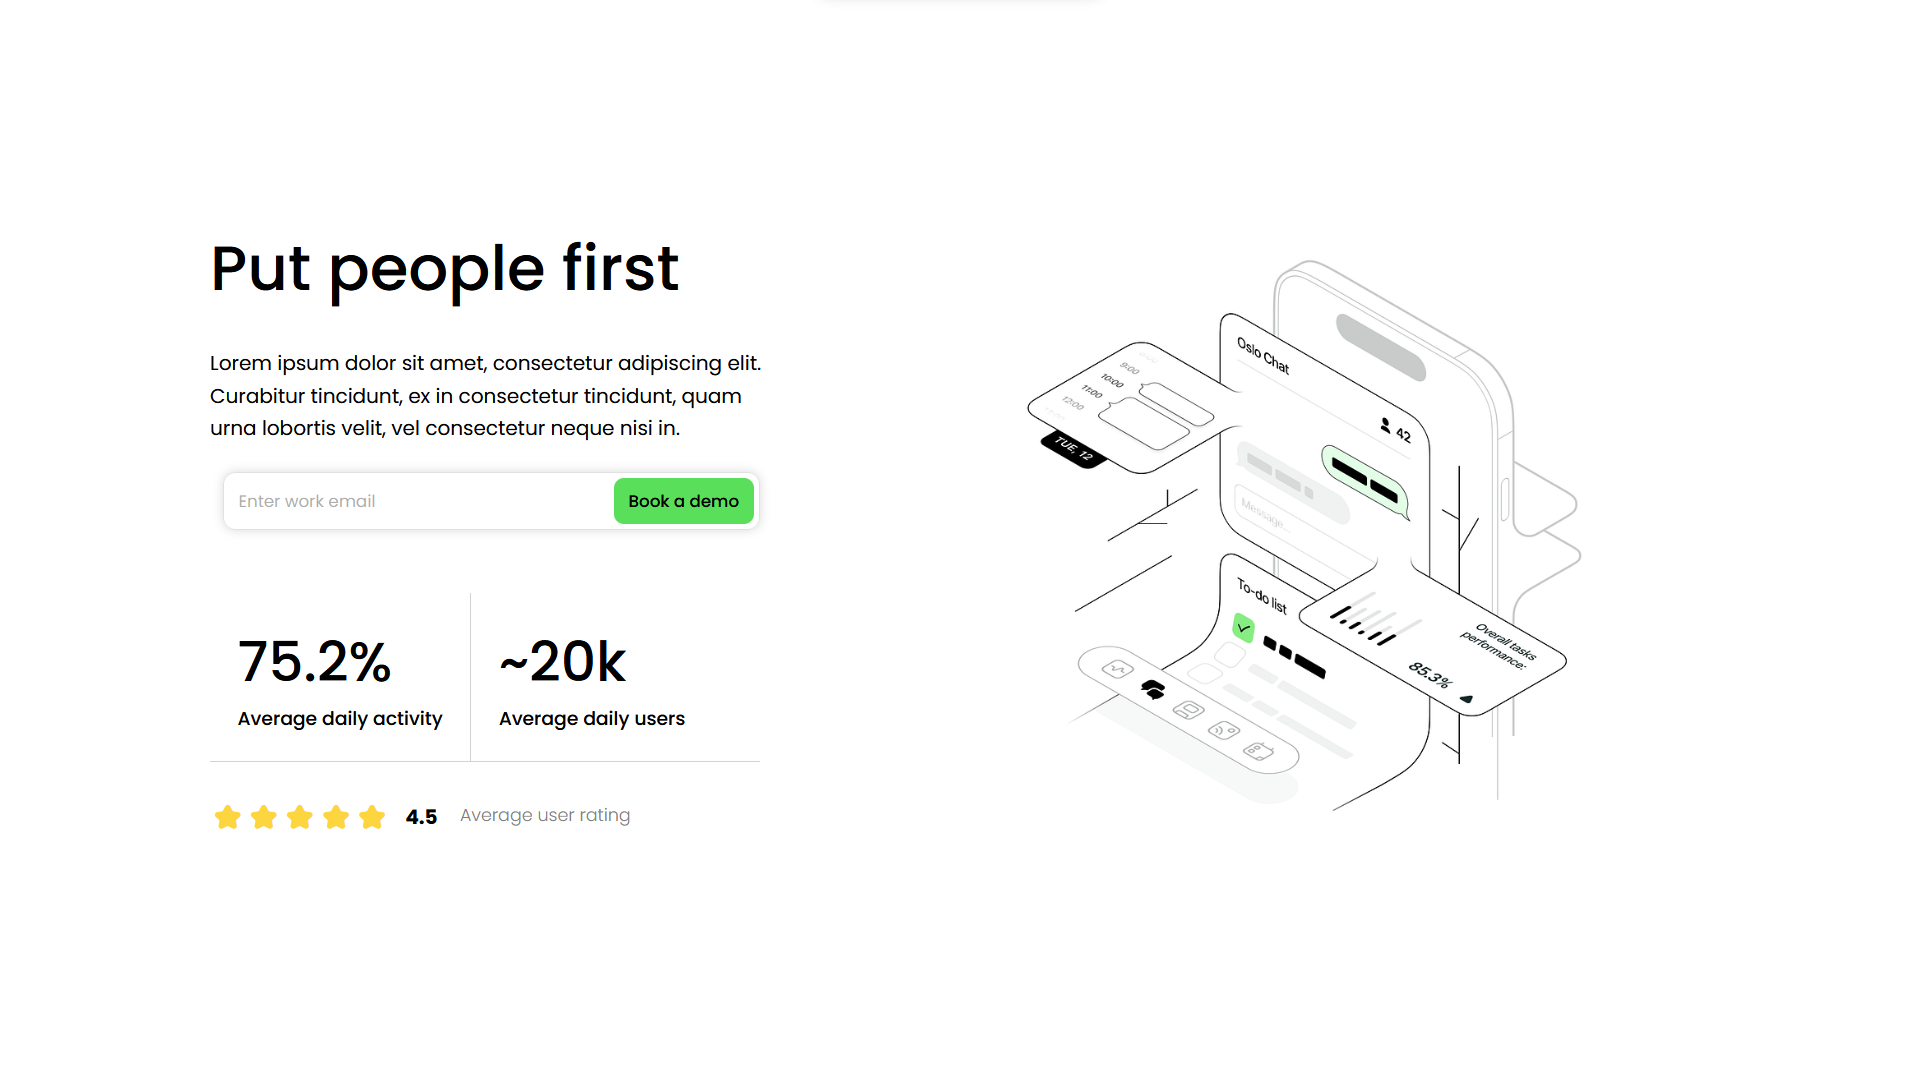 Put people first
Lorem ipsum dolor sit amet, consectetur adipiscing elit.
Curabitur tincidunt, ex in consectetur tincidunt, quam
urna lobortis velit, vel consectetur neque nisi in.
Enter work email
Book a demo
75.2%
Average daily activity
~20k
Average daily users
4.5
Average user rating
9:00
10:00
11:00
12:00
TUE, 12
Oslo Chat
42
Message...
To-do list
Overall tasks
performance:
85.3%